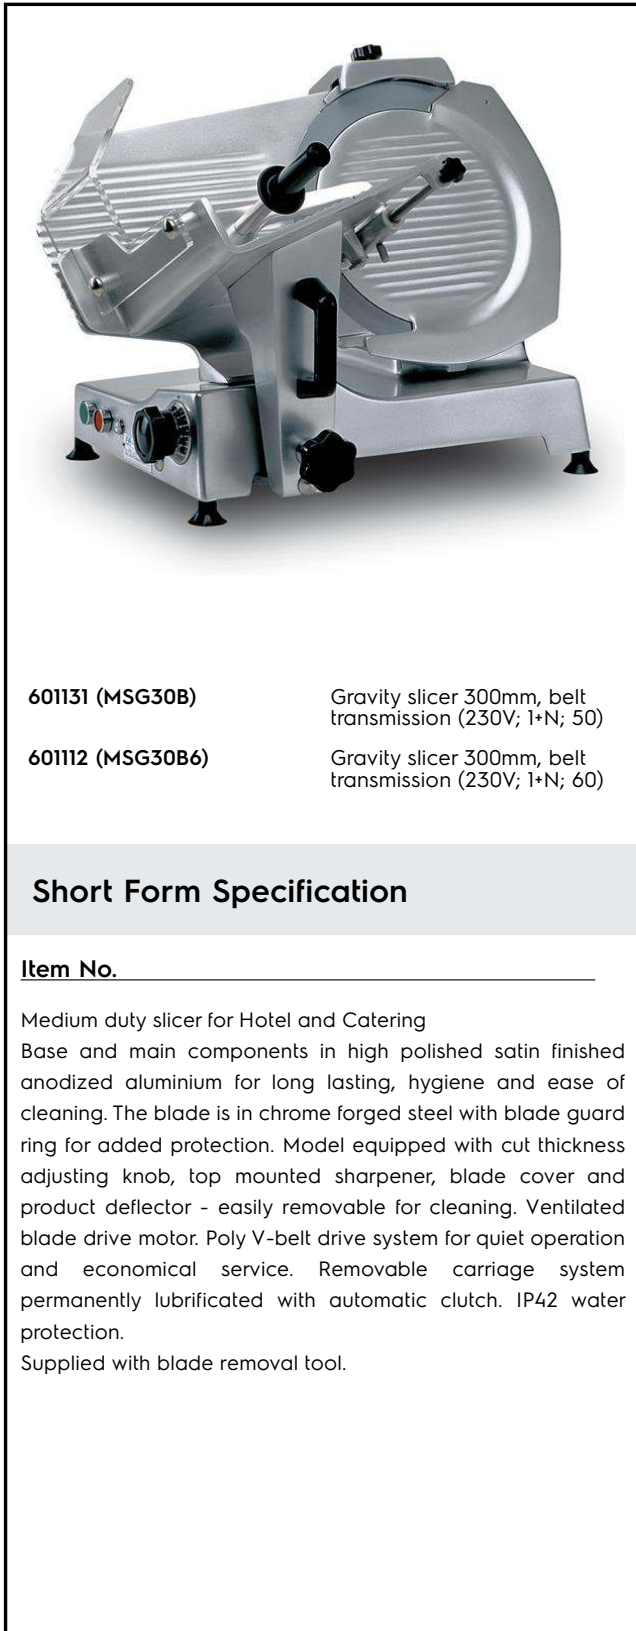 601131 (MSG30B) Gravity slicer 300mm, belt
transmission (230V; 1+N; 50)
601112 (MSG30B6) Gravity slicer 300mm, belt
transmission (230V; 1+N; 60)
Short Form Specification
Item No.
Medium duty slicer for Hotel and Catering
Base and main components in high polished satin finished
anodized aluminium for long lasting, hygiene and ease of
cleaning. The blade is in chrome forged steel with blade guard
ring for added protection. Model equipped with cut thickness
adjusting knob, top mounted sharpener, blade cover and
product deflector - easily removable for cleaning. Ventilated
blade drive motor. Poly V-belt drive system for quiet operation
and economical service. Removable carriage system
permanently lubrificated with automatic clutch. IP42 water
protection.
Supplied with blade removal tool.